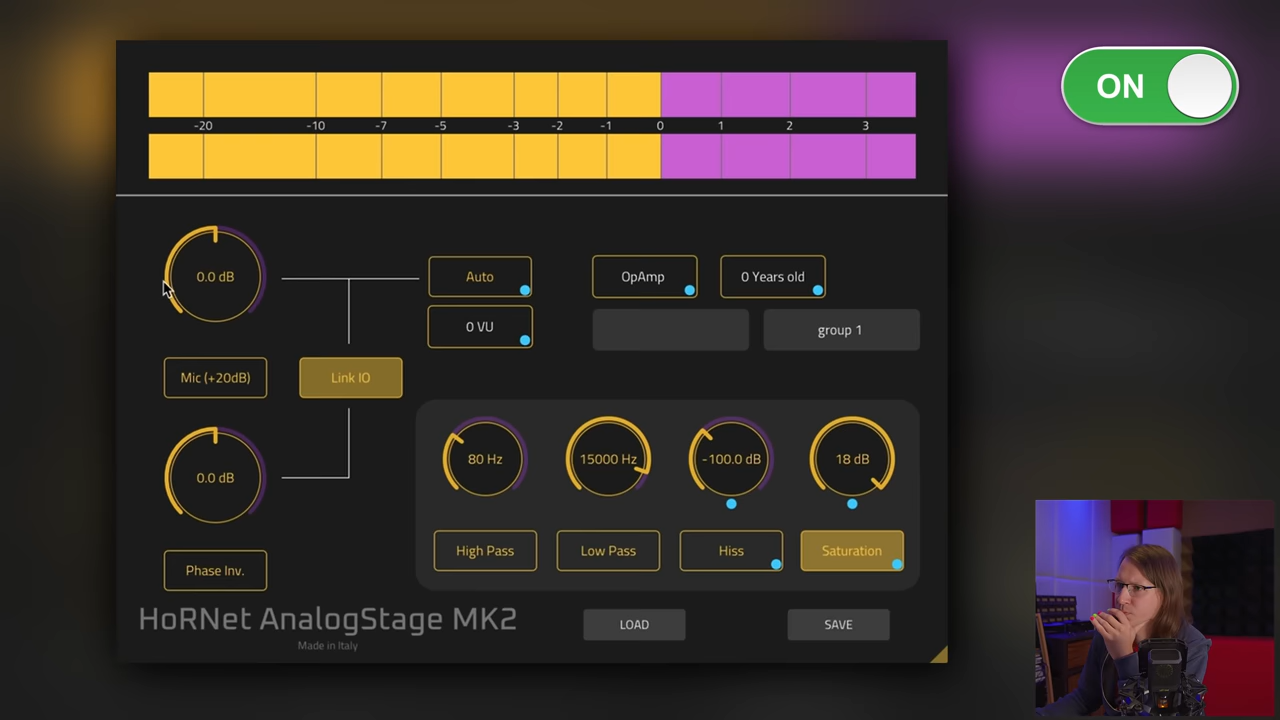 ON
-20 -10 -7 -5 -3 -2 -1 0 1 2 3
0.0 dB
Auto
OpAmp
0 Years old
0 VU
group 1
Mic (+20dB)
Link IO
80 Hz
15000 Hz
-100.0 dB
18 dB
0.0 dB
High Pass
Low Pass
Hiss
Saturation
Phase Inv.
HoRNet AnalogStage MK2
LOAD
SAVE
Made in Italy